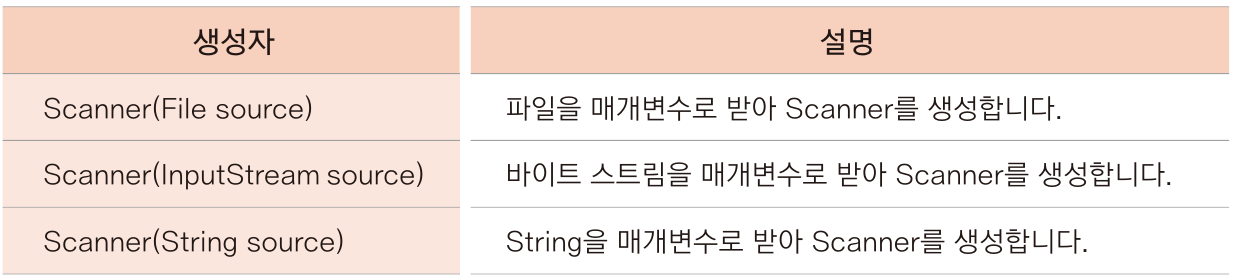 생성자 설명
Scanner(File source) 파일을 매개변수로 받아 Scanner를 생성합니다.
Scanner(InputStream source) 바이트 스트림을 매개변수로 받아 Scanner를 생성합니다.
Scanner(String source) String을 매개변수로 받아 Scanner를 생성합니다.